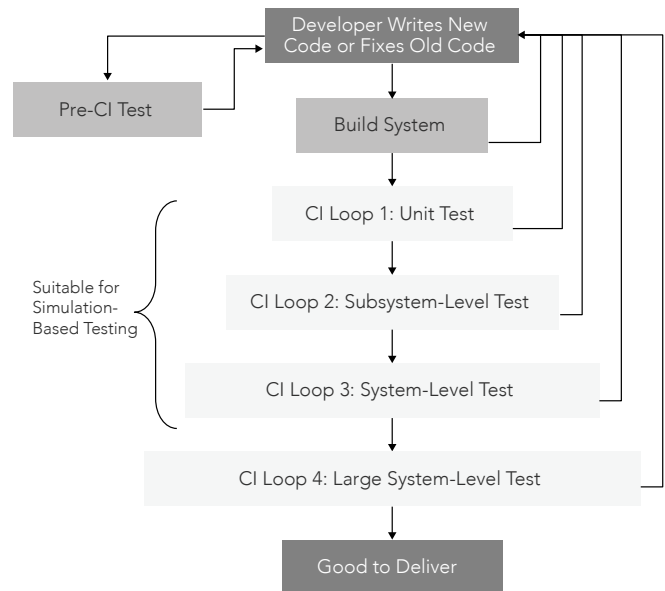 Developer Writes New
Code or Fixes Old Code
Pre-CI Test
Build System
CI Loop 1: Unit Test
Suitable for
Simulation-
Based Testing
CI Loop 2: Subsystem-Level Test
CI Loop 3: System-Level Test
CI Loop 4: Large System-Level Test
Good to Deliver